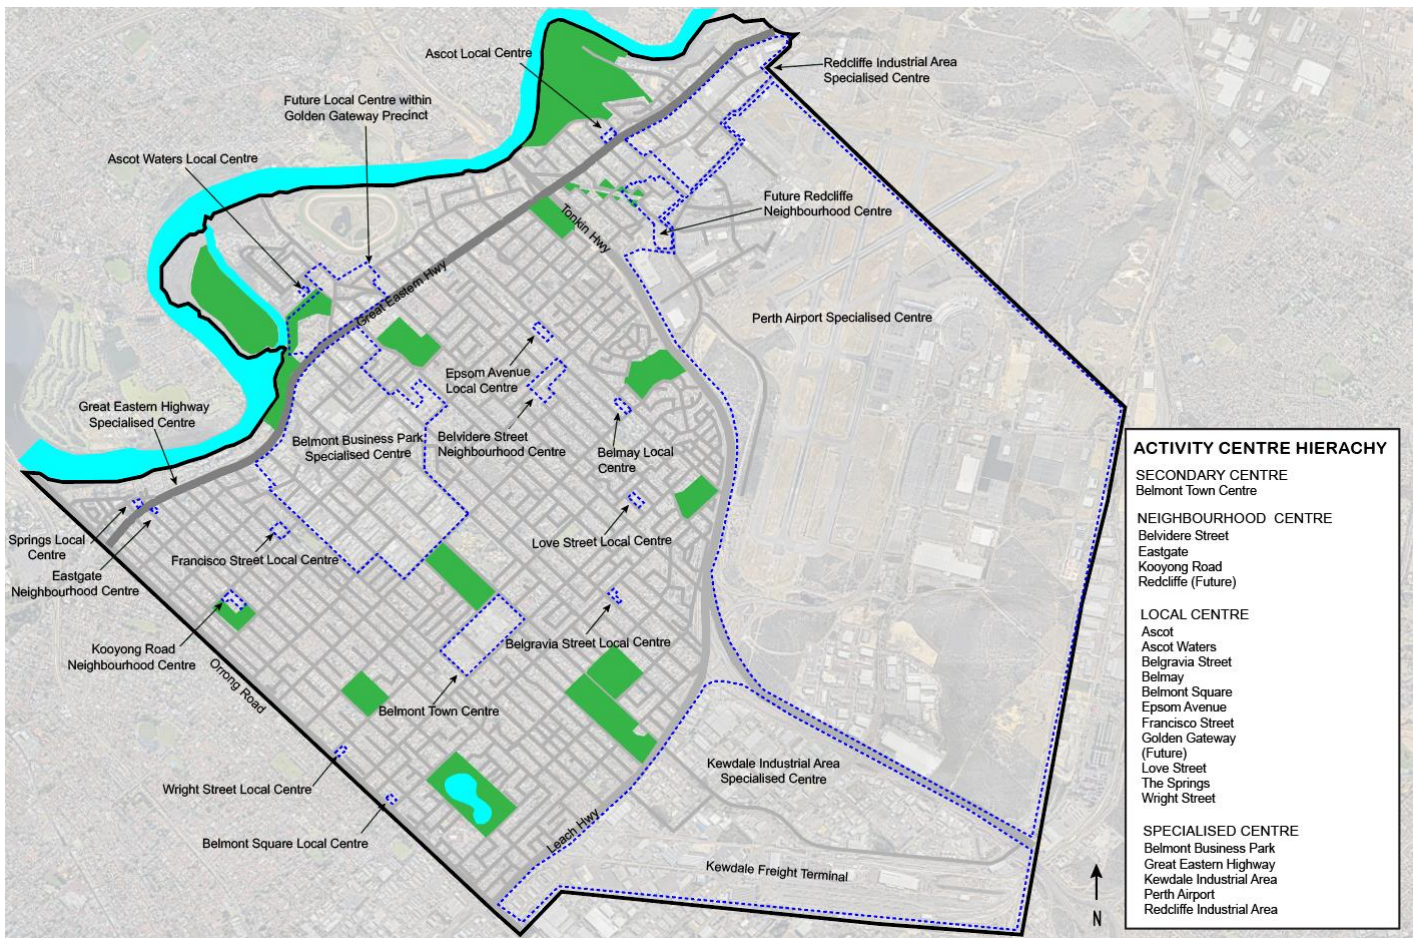 Ascot Local Centre
Redcliffe Industrial Area
Specialised Centre
Future Local Centre within
Golden Gateway Precinct
Ascot Waters Local Centre
Future Redcliffe
Neighbourhood Centre
Tonkin Hwy
Great Eastern Hwy
Perth Airport Specialised Centre
Epsom Avenue
Local Centre
Great Eastern Highway
Specialised Centre
Belmont Business Park
Specialised Centre
Belvidere Street
Neighbourhood Centre
Belmay Local
Centre
Springs Local
Centre
Eastgate
Neighbourhood Centre
Francisco Street Local Centre
Love Street Local Centre
Kooyong Road
Neighbourhood Centre
Belgravia Street Local Centre
Orrong Road
Belmont Town Centre
Wright Street Local Centre
Belmont Square Local Centre
Leach Hwy
Kewdale Industrial Area
Specialised Centre
Kewdale Freight Terminal
N
ACTIVITY CENTRE HIERACHY
SECONDARY CENTRE
Belmont Town Centre
NEIGHBOURHOOD CENTRE
Belvidere Street
Eastgate
Kooyong Road
Redcliffe (Future)
LOCAL CENTRE
Ascot
Ascot Waters
Belgravia Street
Belmay
Belmont Square
Epsom Avenue
Francisco Street
Golden Gateway
(Future)
Love Street
The Springs
Wright Street
SPECIALISED CENTRE
Belmont Business Park
Great Eastern Highway
Kewdale Industrial Area
Perth Airport
Redcliffe Industrial Area